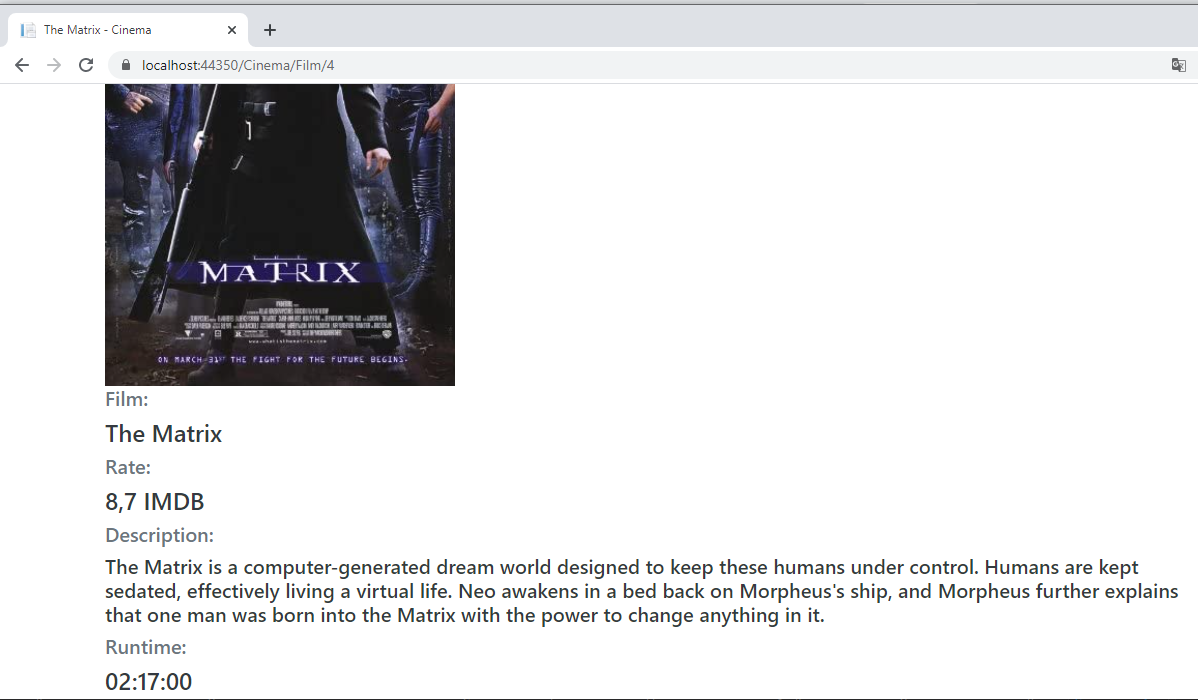 The Matrix - Cinema
localhost:44350/Cinema/Film/4
THE
MATRIX
www.whatisthematrix.com
ON MARCH 31ST THE FIGHT FOR THE FUTURE BEGINS.
Film:
The Matrix
Rate:
8,7 IMDB
Description:
The Matrix is a computer-generated dream world designed to keep these humans under control. Humans are kept
sedated, effectively living a virtual life. Neo awakens in a bed back on Morpheus's ship, and Morpheus further explains
that one man was born into the Matrix with the power to change anything in it.
Runtime:
02:17:00